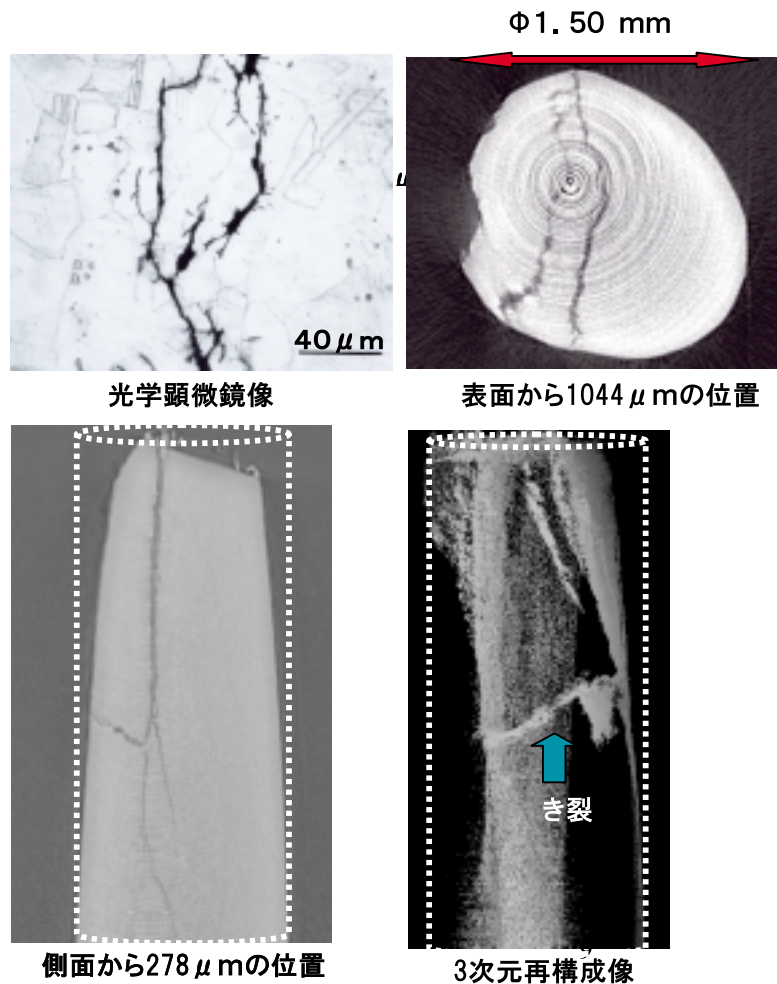 Φ1.50 mm
μ
40μm
光学顕微鏡像
表面から1044μmの位置
き裂
側面から278μmの位置
3次元再構成像